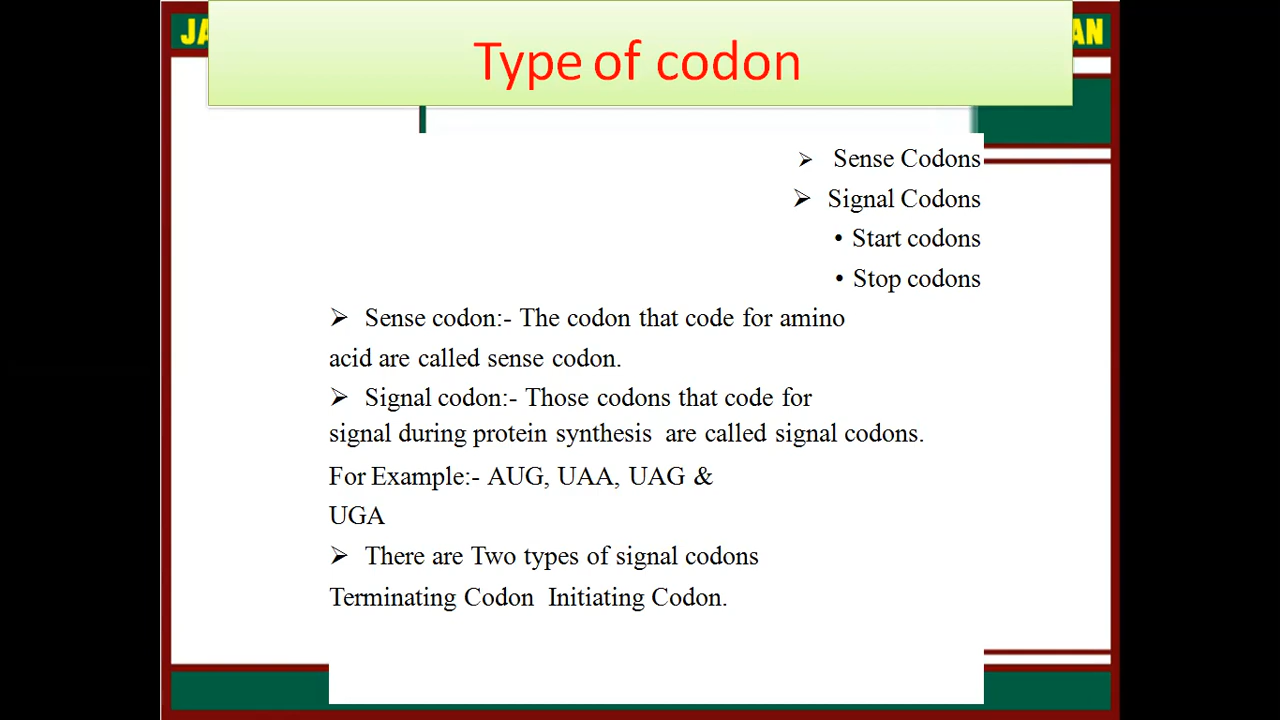 JA
AN
Type of codon
➢ Sense Codons
➢ Signal Codons
• Start codons
• Stop codons
➢ Sense codon:- The codon that code for amino
acid are called sense codon.
➢ Signal codon:- Those codons that code for
signal during protein synthesis are called signal codons.
For Example:- AUG, UAA, UAG &
UGA
➢ There are Two types of signal codons
Terminating Codon Initiating Codon.